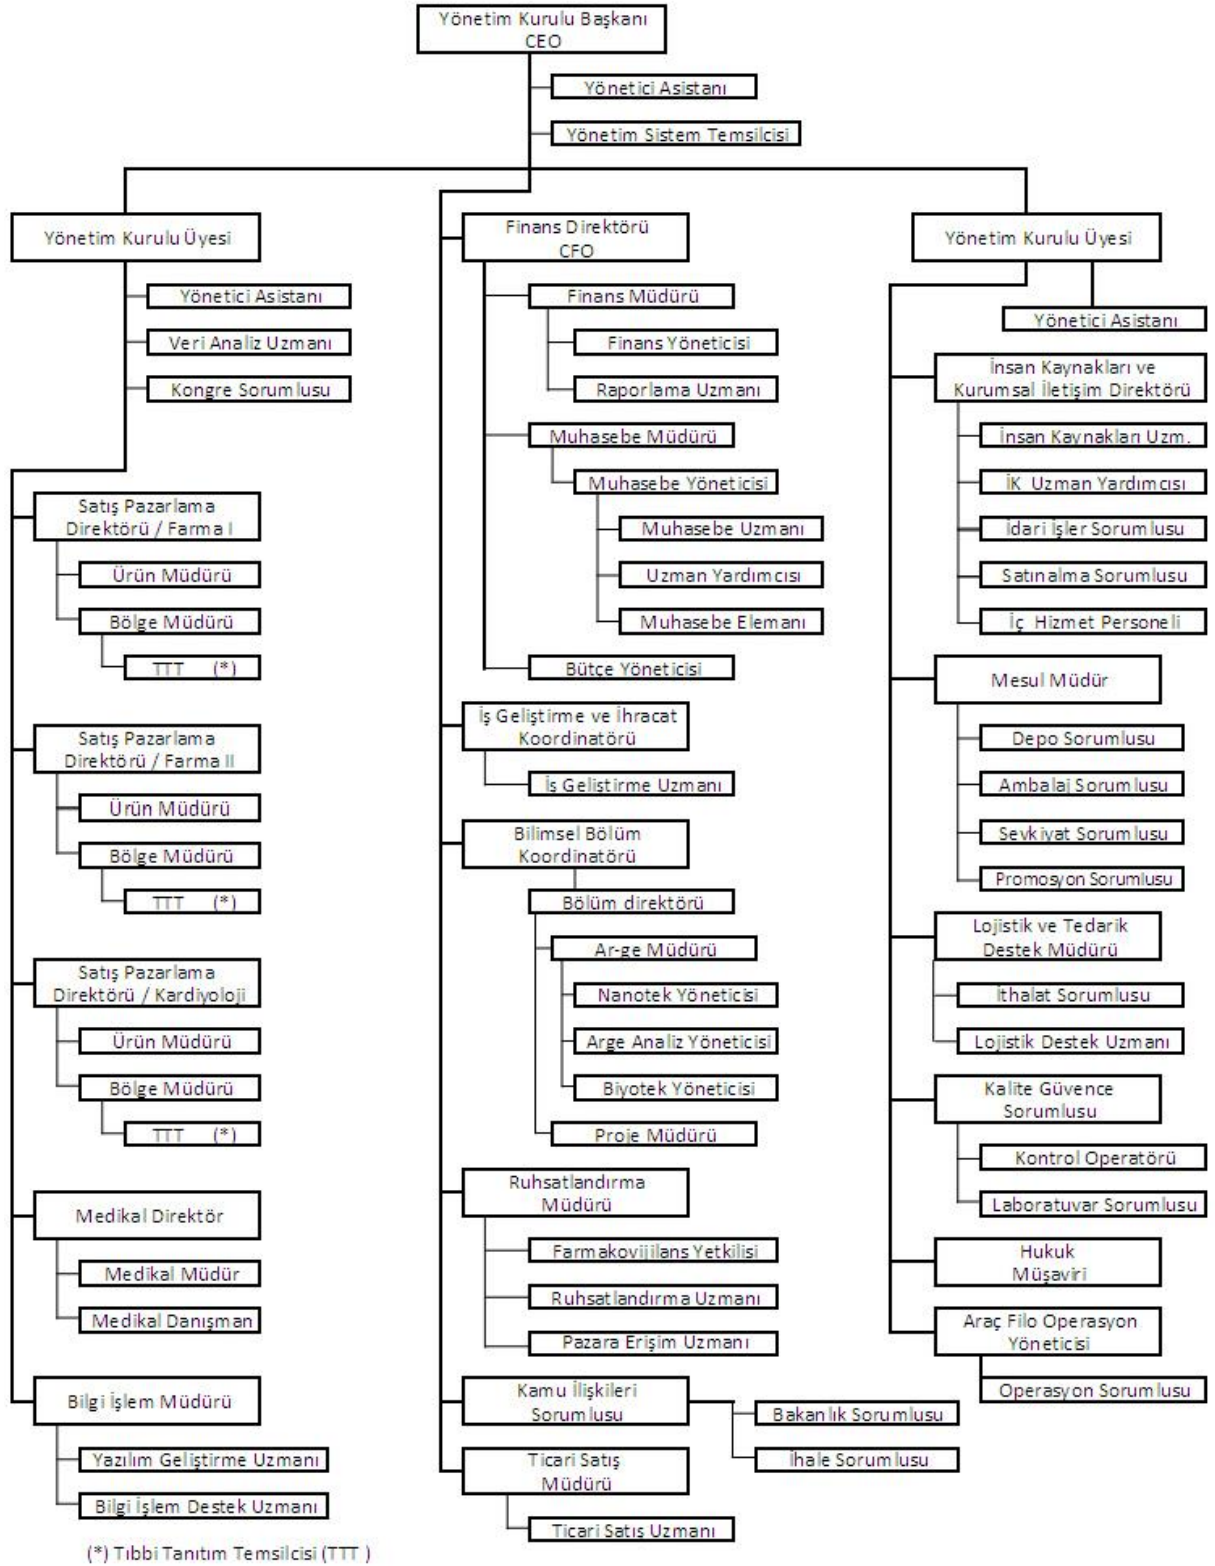 Yönetim Kurulu Başkanı
CEO
Yönetici Asistanı
Yönetim Sistem Temsilcisi
Yönetim Kurulu Üyesi
Yönetici Asistanı
Veri Analiz Uzmanı
Kongre Sorumlusu
Satış Pazarlama
Direktörü / Farma I
Ürün Müdürü
Bölge Müdürü
TTT (*)
Satış Pazarlama
Direktörü / Farma II
Ürün Müdürü
Bölge Müdürü
TTT (*)
Satış Pazarlama
Direktörü / Kardiyoloji
Ürün Müdürü
Bölge Müdürü
TTT (*)
Medikal Direktör
Medikal Müdür
Medikal Danışman
Bilgi İşlem Müdürü
Yazılım Geliştirme Uzmanı
Bilgi İşlem Destek Uzmanı
Finans Direktörü
CFO
Finans Müdürü
Finans Yöneticisi
Raporlama Uzmanı
Muhasebe Müdürü
Muhasebe Yöneticisi
Muhasebe Uzmanı
Uzman Yardımcısı
Muhasebe Elemanı
Bütçe Yöneticisi
İş Geliştirme ve İhracat
Koordinatörü
İş Geliştirme Uzmanı
Bilimsel Bölüm
Koordinatörü
Bölüm direktörü
Ar-ge Müdürü
Nanotek Yöneticisi
Arge Analiz Yöneticisi
Biyotek Yöneticisi
Proje Müdürü
Ruhsatlandırma
Müdürü
Farmakovijilans Yetkilisi
Ruhsatlandırma Uzmanı
Pazara Erişim Uzmanı
Kamu İlişkileri
Sorumlusu
Bakanlık Sorumlusu
İhale Sorumlusu
Ticari Satış
Müdürü
Ticari Satış Uzmanı
Yönetim Kurulu Üyesi
Yönetici Asistanı
İnsan Kaynakları ve
Kurumsal İletişim Direktörü
İnsan Kaynakları Uzm.
İK Uzman Yardımcısı
İdari İşler Sorumlusu
Satınalma Sorumlusu
İç Hizmet Personeli
Mesul Müdür
Depo Sorumlusu
Ambalaj Sorumlusu
Sevkiyat Sorumlusu
Promosyon Sorumlusu
Lojistik ve Tedarik
Destek Müdürü
İthalat Sorumlusu
Lojistik Destek Uzmanı
Kalite Güvence
Sorumlusu
Kontrol Operatörü
Laboratuvar Sorumlusu
Hukuk
Müşaviri
Araç Filo Operasyon
Yöneticisi
Operasyon Sorumlusu
(*) Tıbbi Tanıtım Temsilcisi (TTT )